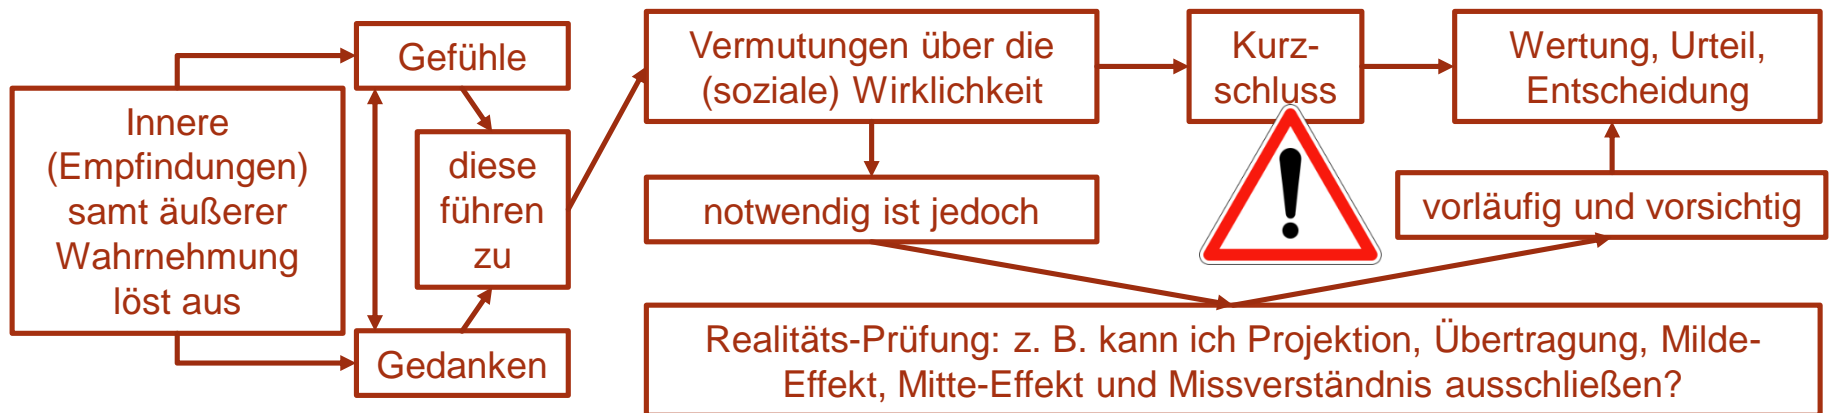 Innere
(Empfindungen)
samt äußerer
Wahrnehmung
löst aus
Gefühle
Gedanken
diese
führen
zu
Vermutungen über die
(soziale) Wirklichkeit
Kurz-
schluss
Wertung, Urteil,
Entscheidung
notwendig ist jedoch
vorläufig und vorsichtig
Realitäts-Prüfung: z. B. kann ich Projektion, Übertragung, Milde-
Effekt, Mitte-Effekt und Missverständnis ausschließen?